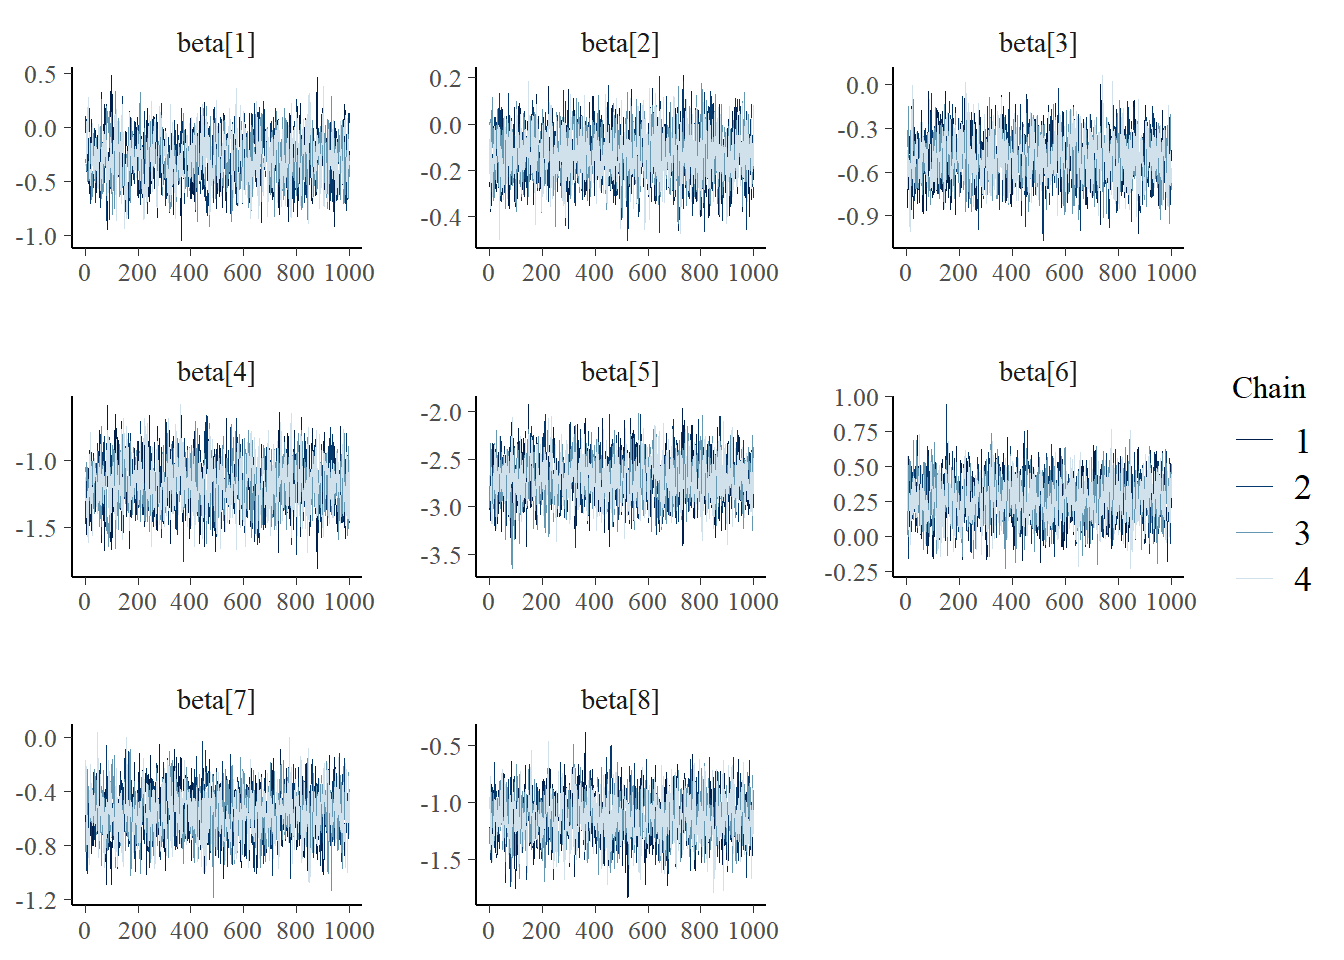 beta[1] beta[2] beta[3]
0.5
0.0
-0.5
-1.0
0 200 400 600 800 1000
0.2
0.0
-0.2
-0.4
0 200 400 600 800 1000
0.0
-0.3
-0.6
-0.9
0 200 400 600 800 1000
beta[4] beta[5] beta[6]
-1.0
-1.5
0 200 400 600 800 1000
-2.0
-2.5
-3.0
-3.5
0 200 400 600 800 1000
1.00
0.75
0.50
0.25
0.00
-0.25
0 200 400 600 800 1000
Chain
1
2
3
4
beta[7] beta[8]
0.0
-0.4
-0.8
-1.2
0 200 400 600 800 1000
-0.5
-1.0
-1.5
0 200 400 600 800 1000